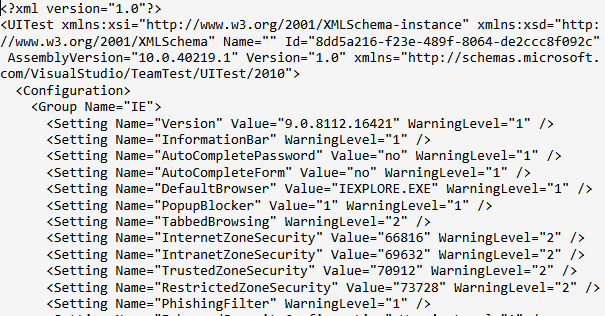 <?xml version="1.0"?>
<UITest xmlns:xsi="http://www.w3.org/2001/XMLSchema-instance" xmlns:xsd="http:
//www.w3.org/2001/XMLSchema" Name="" Id="8dd5a216-f23e-489f-8064-de2ccc8f092c"
 AssemblyVersion="10.0.40219.1" Version="1.0" xmlns="http://schemas.microsoft.
com/VisualStudio/TeamTest/UITest/2010">
  <Configuration>
    <Group Name="IE">
      <Setting Name="Version" Value="9.0.8112.16421" WarningLevel="1" />
      <Setting Name="InformationBar" WarningLevel="1" />
      <Setting Name="AutoCompletePassword" Value="no" WarningLevel="1" />
      <Setting Name="AutoCompleteForm" Value="no" WarningLevel="1" />
      <Setting Name="DefaultBrowser" Value="IEXPLORE.EXE" WarningLevel="1" />
      <Setting Name="PopupBlocker" Value="1" WarningLevel="1" />
      <Setting Name="TabbedBrowsing" WarningLevel="2" />
      <Setting Name="InternetZoneSecurity" Value="66816" WarningLevel="2" />
      <Setting Name="IntranetZoneSecurity" Value="69632" WarningLevel="2" />
      <Setting Name="TrustedZoneSecurity" Value="70912" WarningLevel="2" />
      <Setting Name="RestrictedZoneSecurity" Value="73728" WarningLevel="2" />
      <Setting Name="PhishingFilter" WarningLevel="1" />